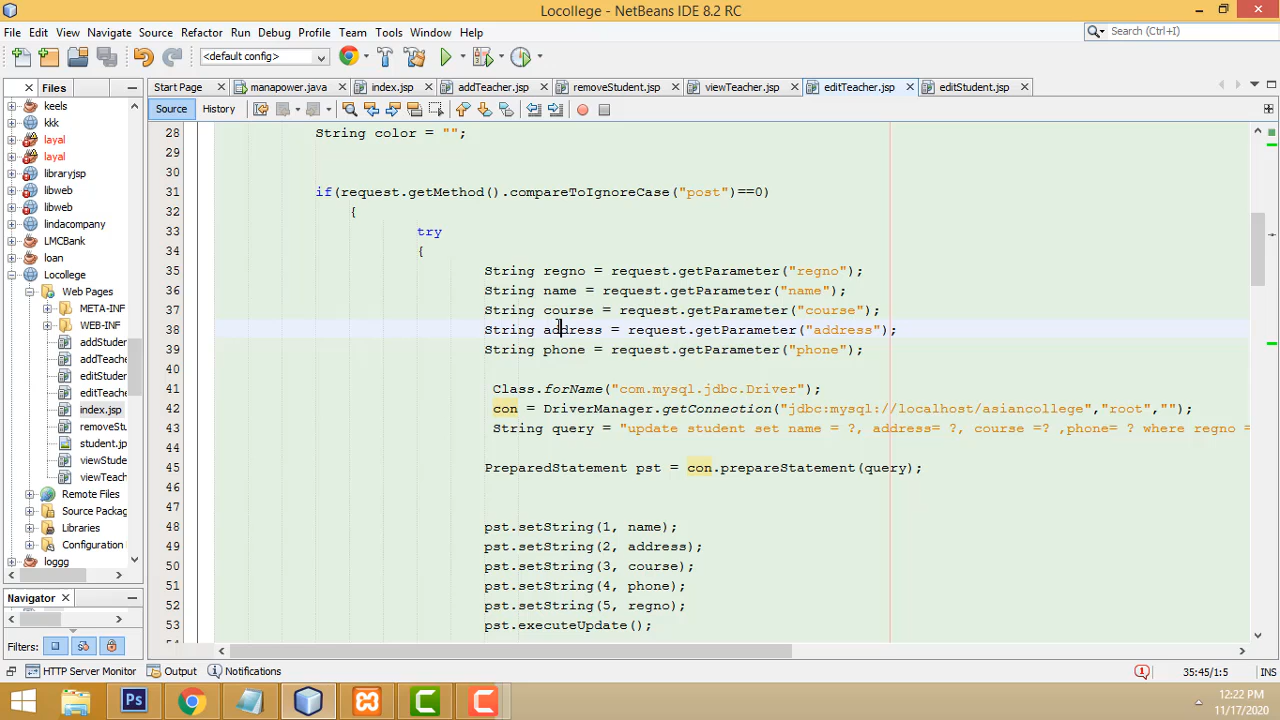 Locollege - NetBeans IDE 8.2 RC
File Edit View Navigate Source Refactor Run Debug Profile Team Tools Window Help Search (Ctrl+I)
<default config>
Files Start Page manapower.java index.jsp addTeacher.jsp removeStudent.jsp viewTeacher.jsp editTeacher.jsp editStudent.jsp
Source History
keels
kkk
layal
layal
libraryjsp
libweb
libweb
lindacompany
LMCBank
loan
Locollege
Web Pages
META-INF
WEB-INF
addStuder
addTeache
editStuder
editTeache
index.jsp
removeStu
student.jp
viewStude
viewTeach
Remote Files
Source Packag
Libraries
Configuration
loggg
28 String color = "";
29
30
31 if(request.getMethod().compareToIgnoreCase("post")==0)
32 {
33 try
34 {
35 String regno = request.getParameter("regno");
36 String name = request.getParameter("name");
37 String course = request.getParameter("course");
38 String address = request.getParameter("address");
39 String phone = request.getParameter("phone");
40
41 Class.forName("com.mysql.jdbc.Driver");
42 con = DriverManager.getConnection("jdbc:mysql://localhost/asiancollege","root","");
43 String query = "update student set name = ?, address= ?, course =? ,phone= ? where regno =
44
45 PreparedStatement pst = con.prepareStatement(query);
46
47
48 pst.setString(1, name);
49 pst.setString(2, address);
50 pst.setString(3, course);
51 pst.setString(4, phone);
52 pst.setString(5, regno);
53 pst.executeUpdate();
Navigator
Filters:
HTTP Server Monitor Output Notifications 1 35:45/1:5 INS
Ps
12:22 PM
11/17/2020